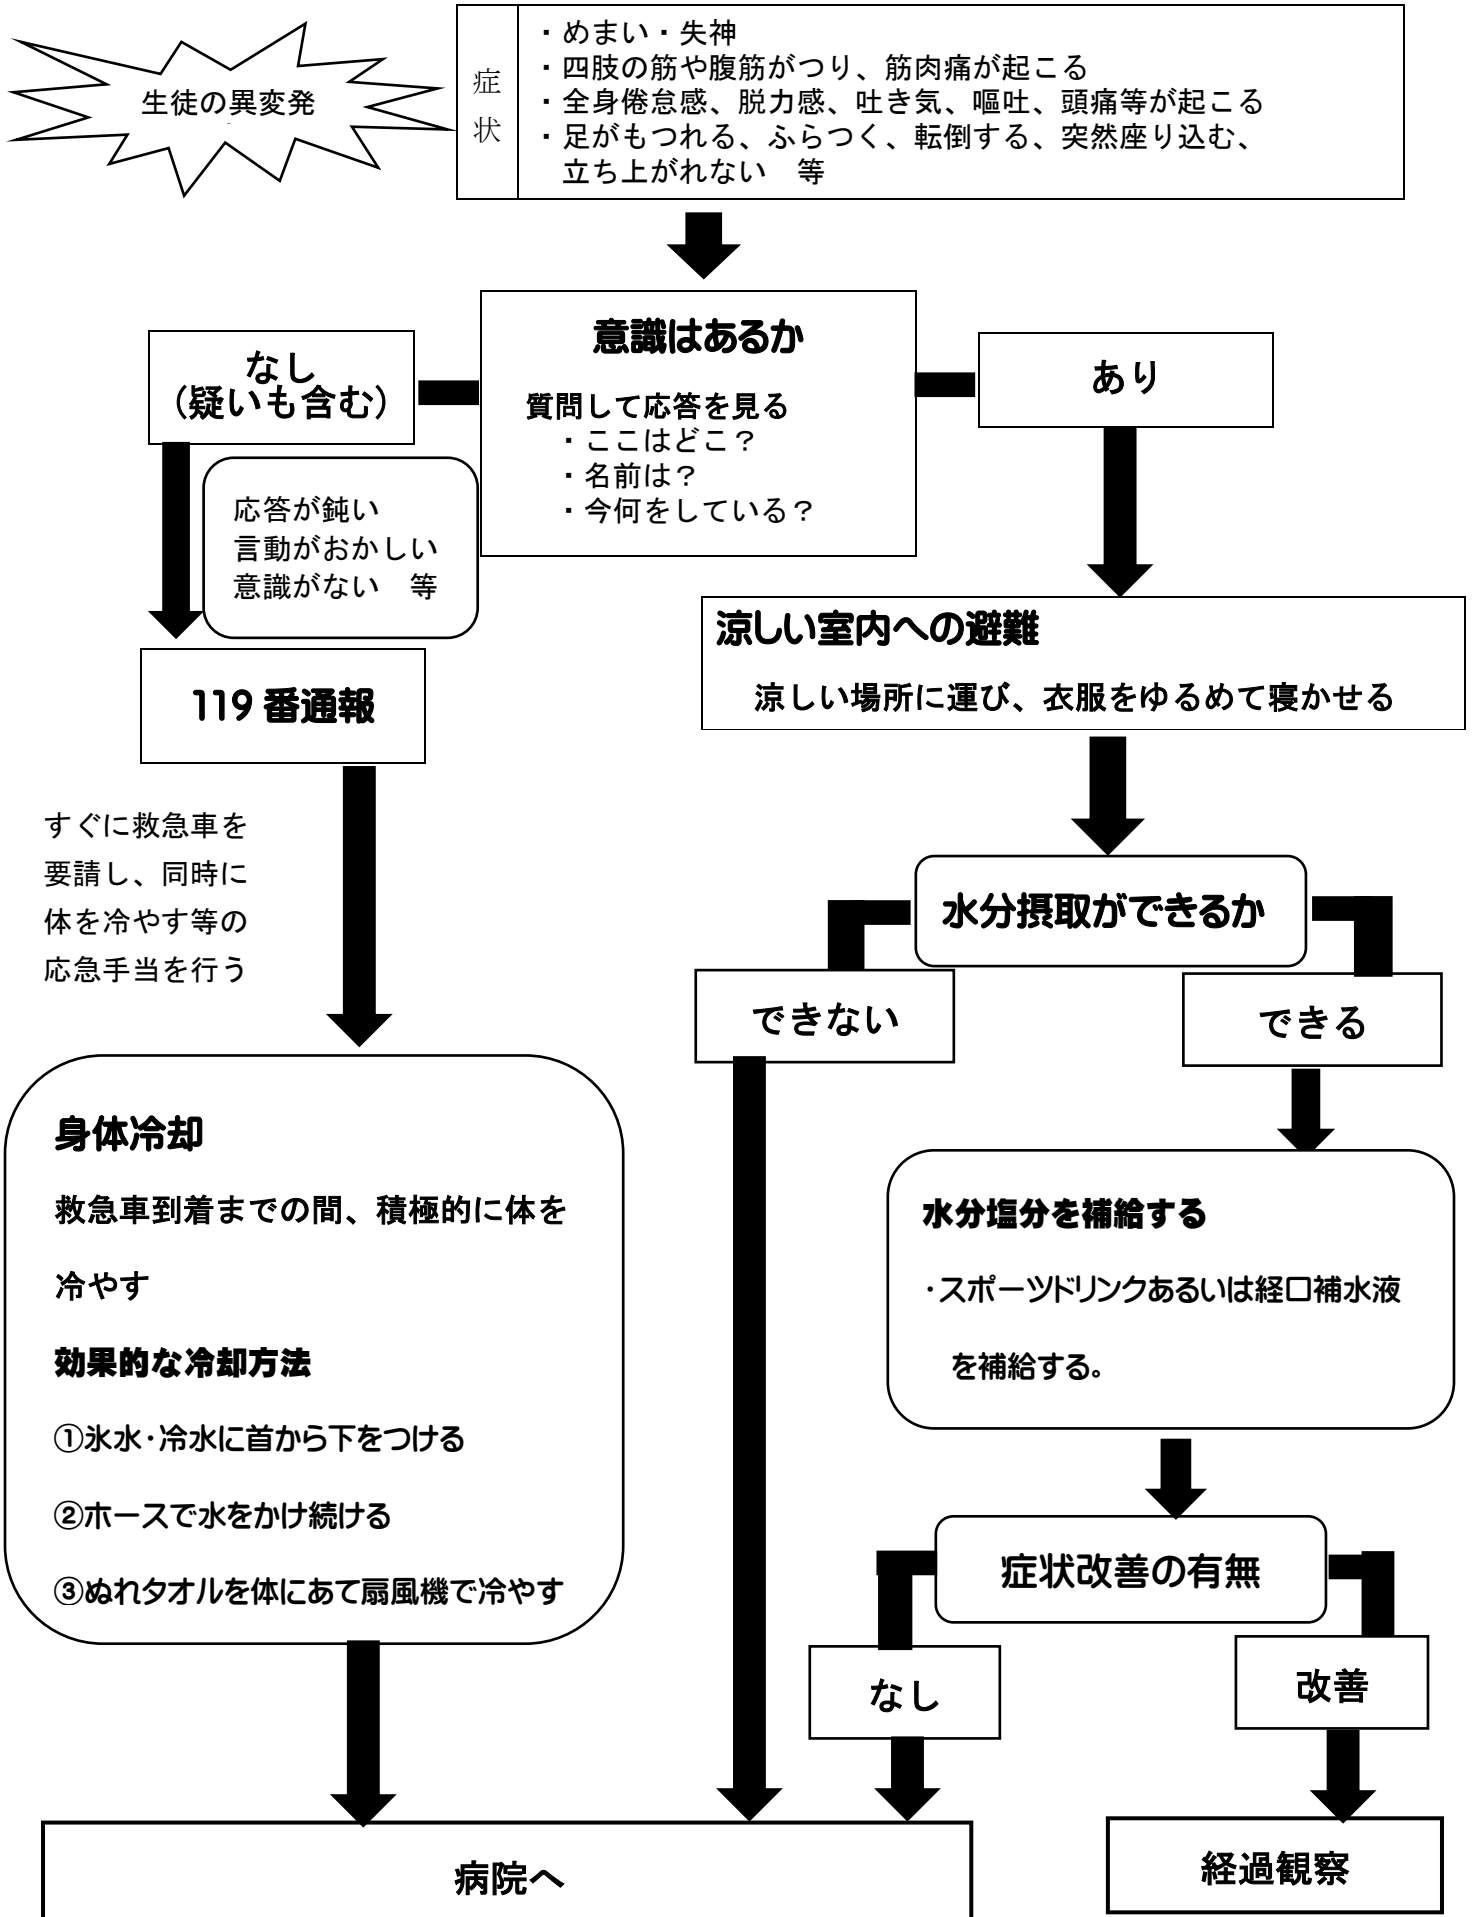 生徒の異変発
症
状
・めまい・失神
・四肢の筋や腹筋がつり、筋肉痛が起こる
・全身倦怠感、脱力感、吐き気、嘔吐、頭痛等が起こる
・足がもつれる、ふらつく、転倒する、突然座り込む、
立ち上がれない　等
意識はあるか
質問して応答を見る
・ここはどこ？
・名前は？
・今何をしている？
なし
（疑いも含む）
あり
応答が鈍い
言動がおかしい
意識がない　等
119 番通報
すぐに救急車を
要請し、同時に
体を冷やす等の
応急手当を行う
涼しい室内への避難
涼しい場所に運び、衣服をゆるめて寝かせる
水分摂取ができるか
できない
できる
身体冷却
救急車到着までの間、積極的に体を
冷やす
効果的な冷却方法
①氷水・冷水に首から下をつける
②ホースで水をかけ続ける
③ぬれタオルを体にあて扇風機で冷やす
水分塩分を補給する
・スポーツドリンクあるいは経口補水液
を補給する。
症状改善の有無
なし
改善
病院へ
経過観察